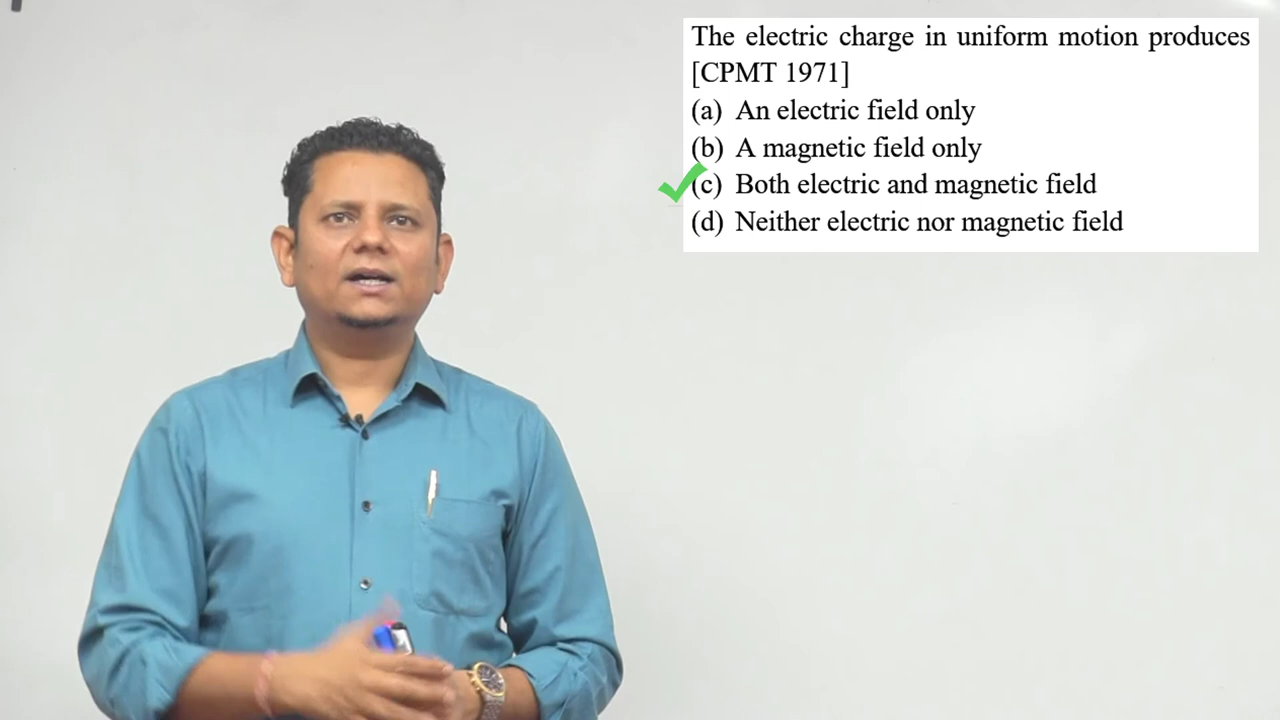 The electric charge in uniform motion produces
[CPMT 1971]
(a) An electric field only
(b) A magnetic field only
(c) Both electric and magnetic field
(d) Neither electric nor magnetic field